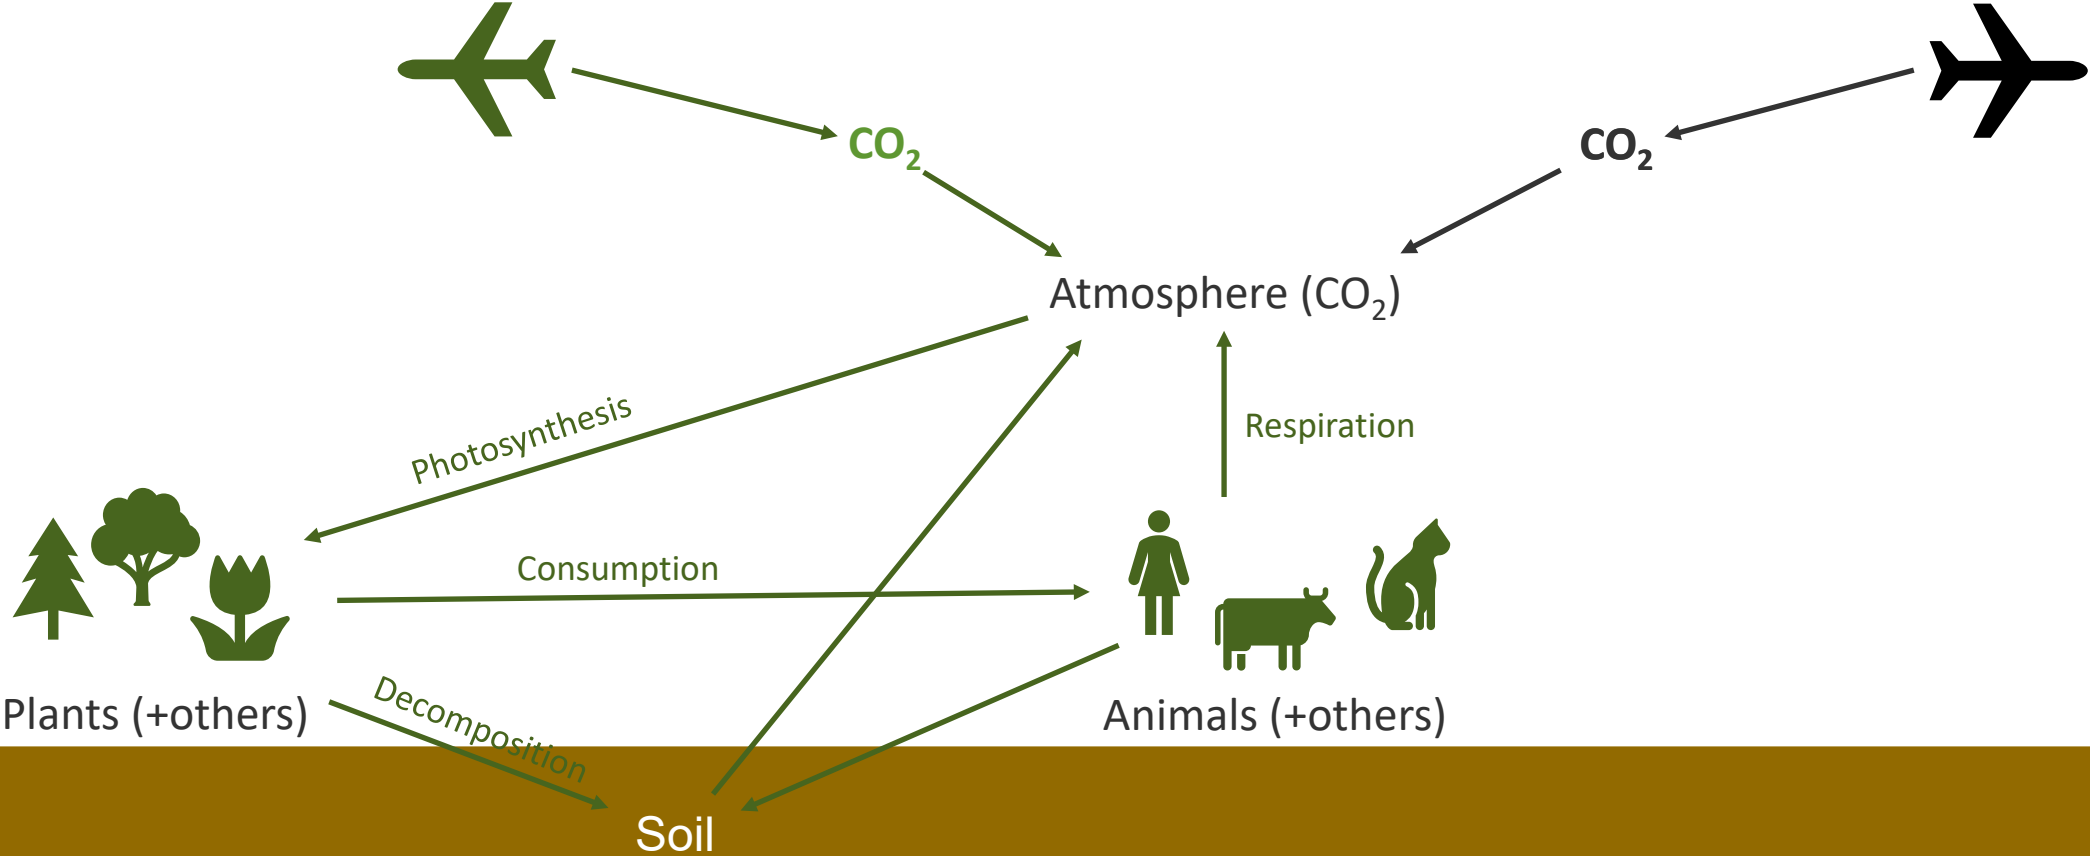 CO₂
CO₂
Atmosphere (CO₂)
Photosynthesis
Respiration
Consumption
Decomposition
Plants (+others)
Animals (+others)
Soil